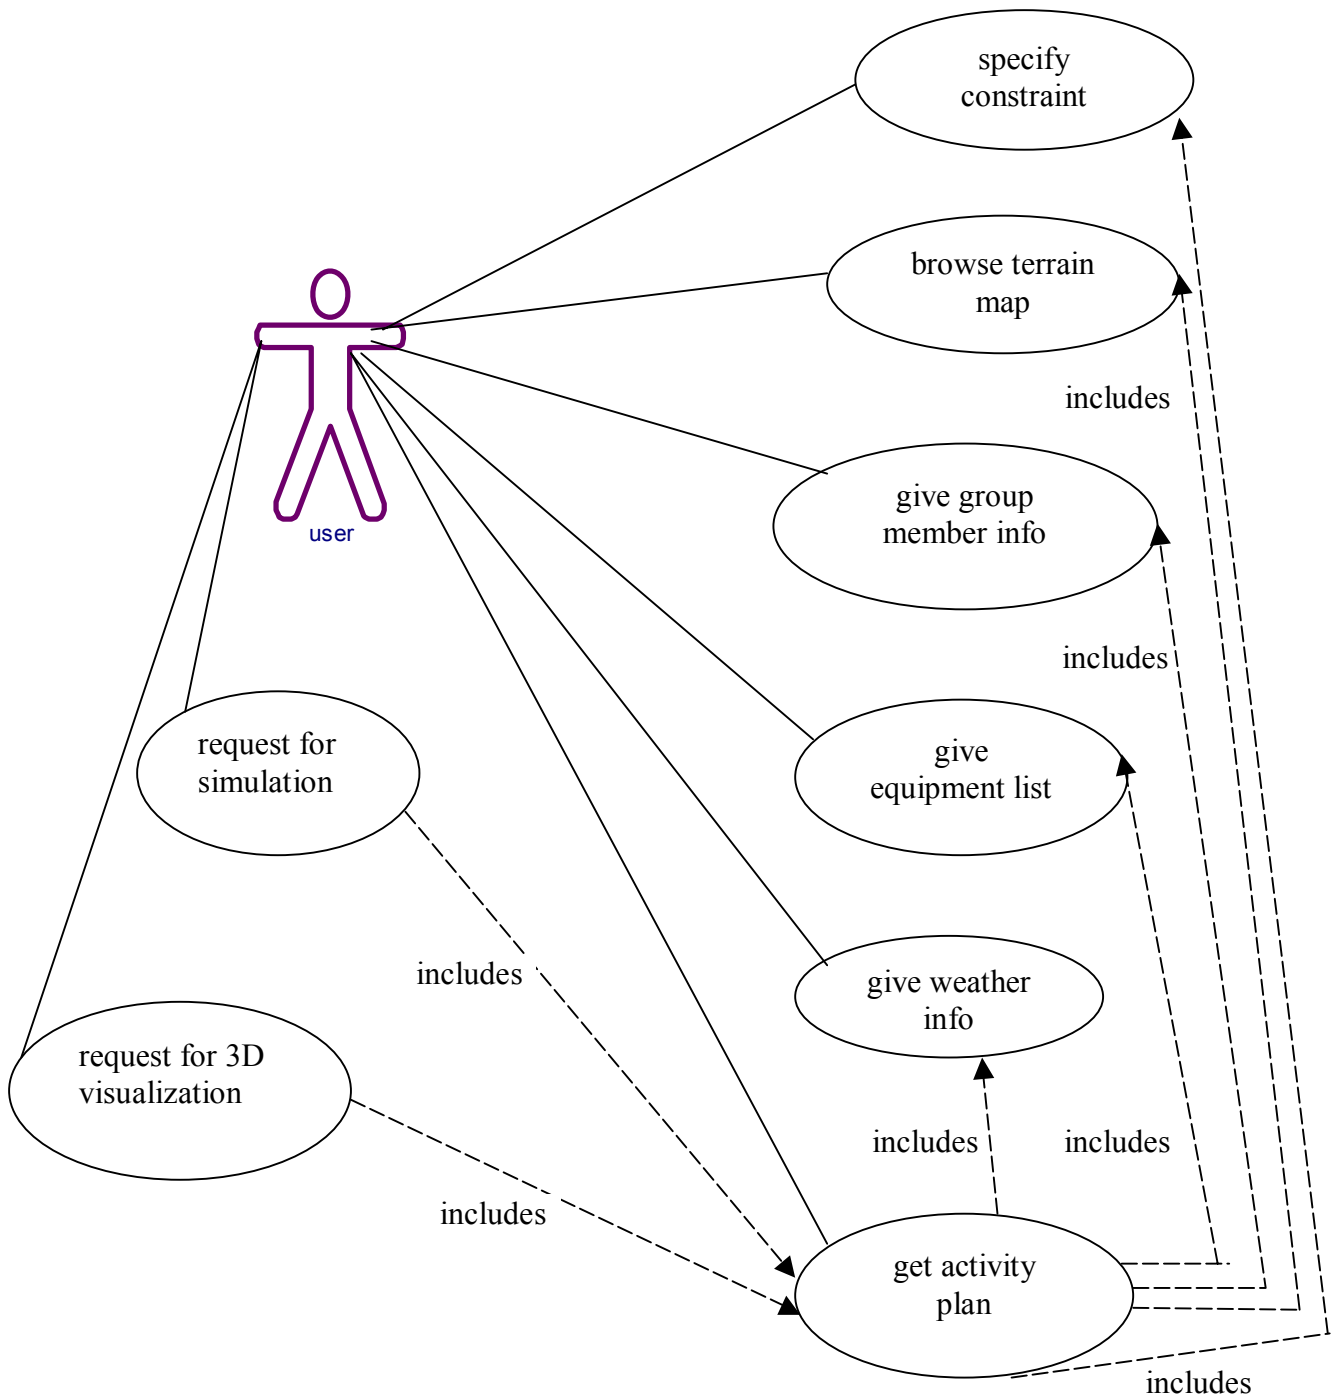 specify
constraint
browse terrain
map
includes
user
give group
member info
includes
request for
simulation
give
equipment list
includes
give weather
info
request for 3D
visualization
includes
includes
includes
get activity
plan
includes